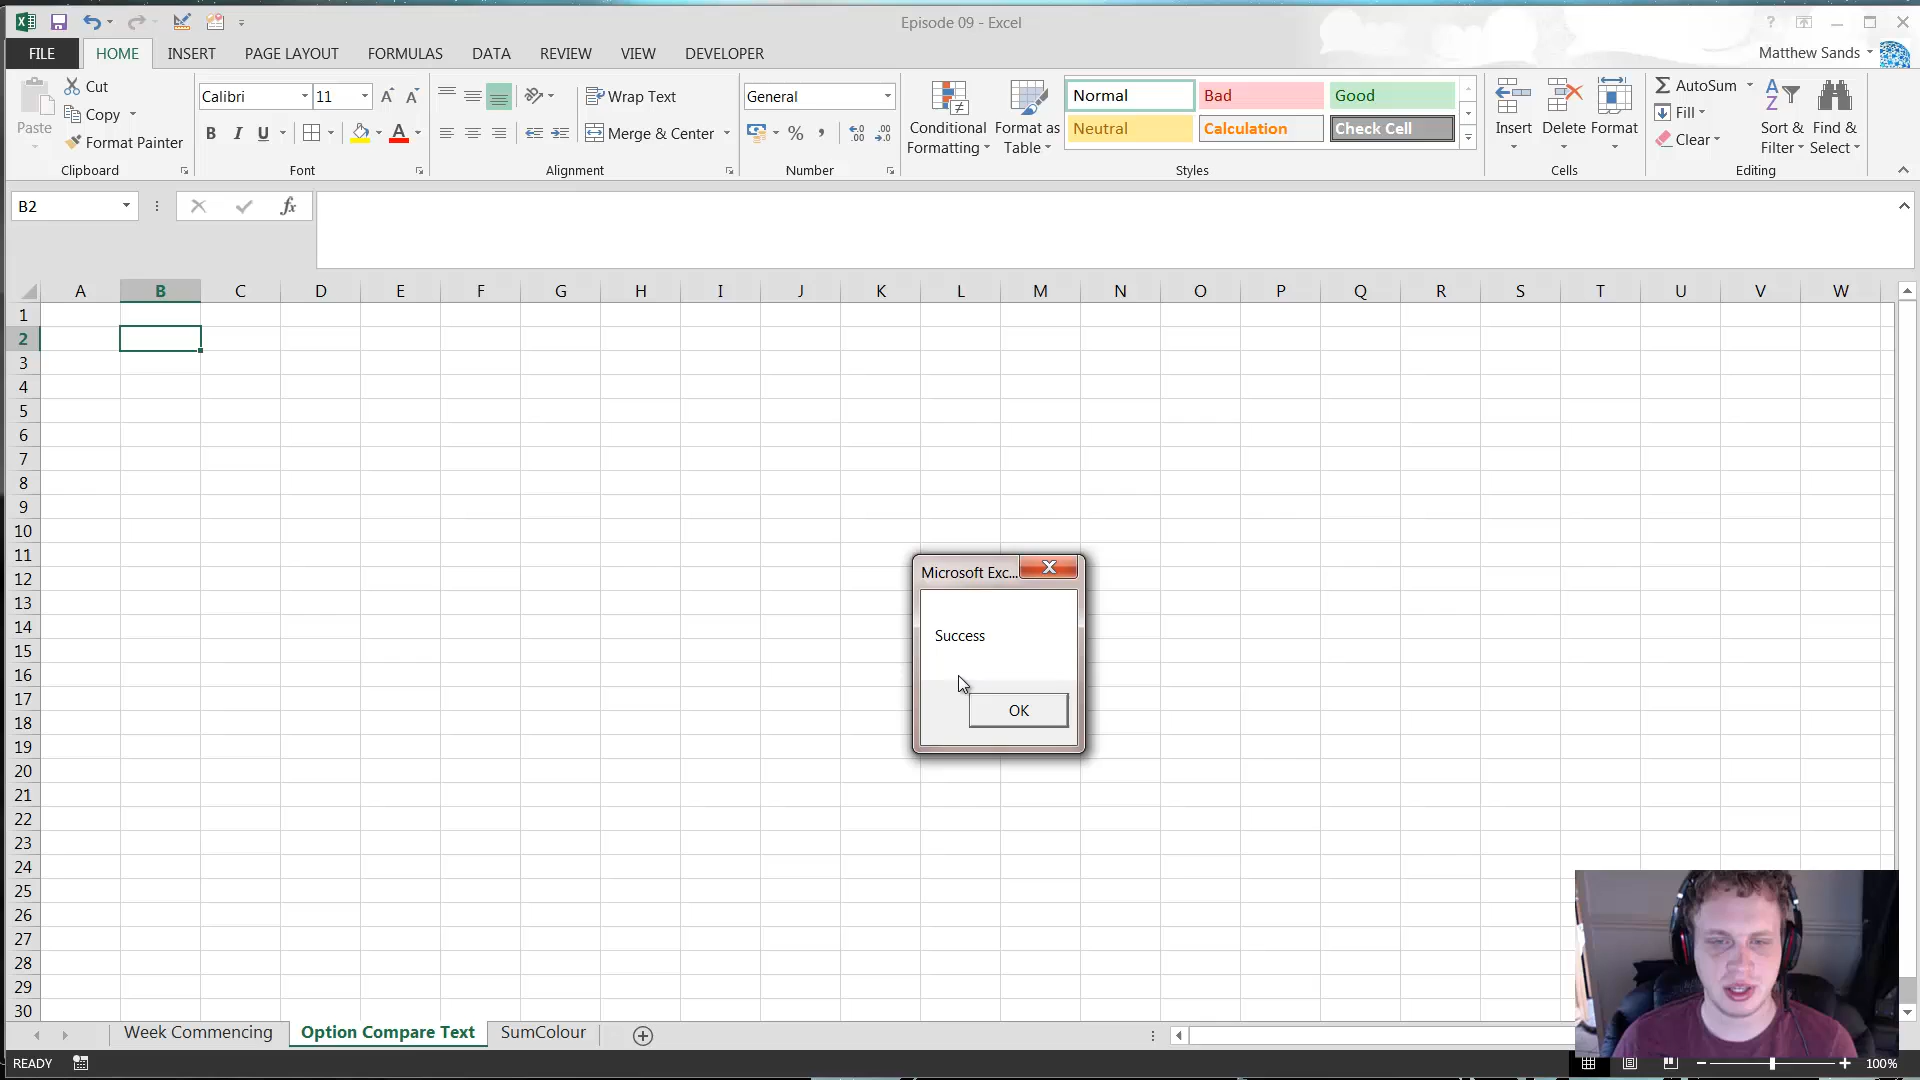 Episode 09 - Excel
FILE HOME INSERT PAGE LAYOUT FORMULAS DATA REVIEW VIEW DEVELOPER Matthew Sands
Paste
Cut
Copy
Format Painter
Clipboard
Calibri 11
B I U A
Font
Wrap Text
Merge & Center
Alignment
General
%
Number
Conditional Formatting
Format as Table
Normal Bad Good
Neutral Calculation Check Cell
Styles
Insert Delete Format
Cells
AutoSum
Fill
Clear
Sort & Filter
Find & Select
Editing
B2 fx
A B C D E F G H I J K L M N O P Q R S T U V W
1
2
3
4
5
6
7
8
9
10
11
12
13
14
15
16
17
18
19
20
21
22
23
24
25
26
27
28
29
30
Microsoft Exc...
Success
OK
Week Commencing Option Compare Text SumColour
READY 100%